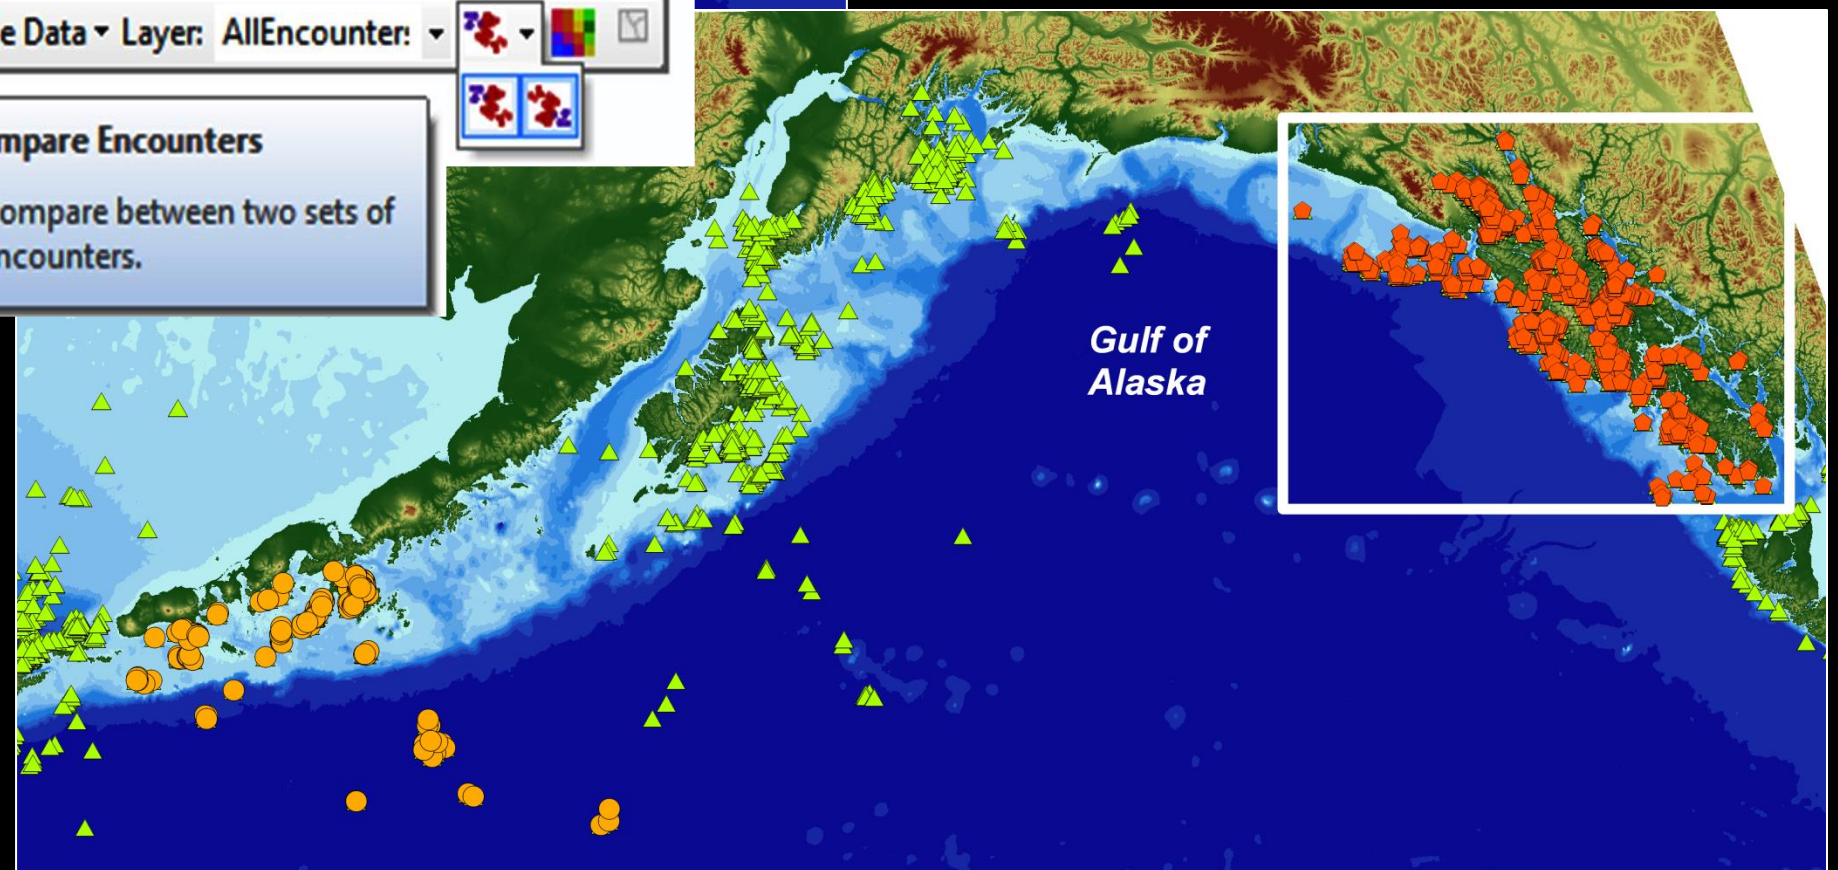 e Data Layer: AllEncounter:
mpare Encounters
ompare between two sets of
ncounters.
Gulf of
Alaska